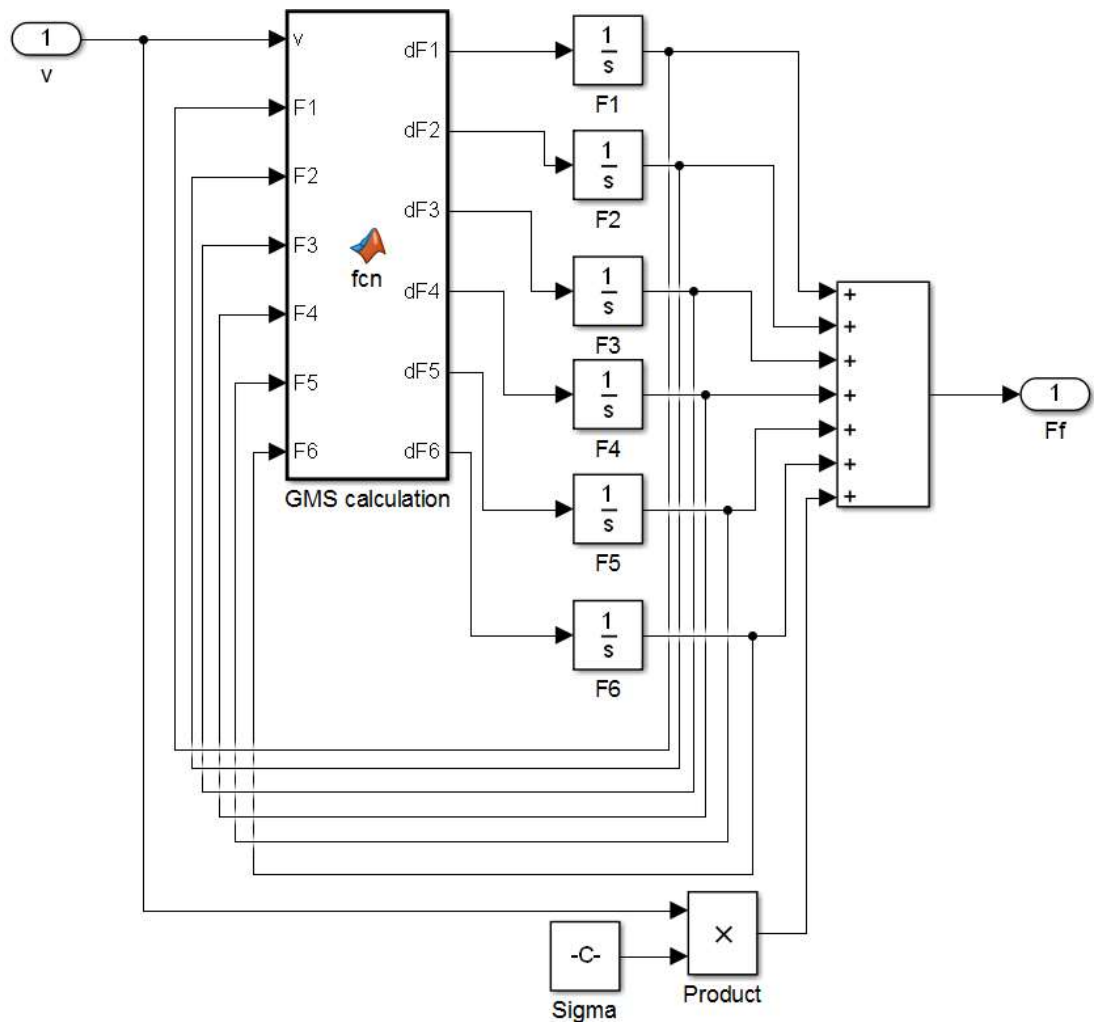 1
v
v
F1
F2
F3
F4
F5
F6
fcn
dF1
dF2
dF3
dF4
dF5
dF6
GMS calculation
1
s
F1
1
s
F2
1
s
F3
1
s
F4
1
s
F5
1
s
F6
+
+
+
+
+
+
+
1
Ff
-C-
Sigma
×
Product